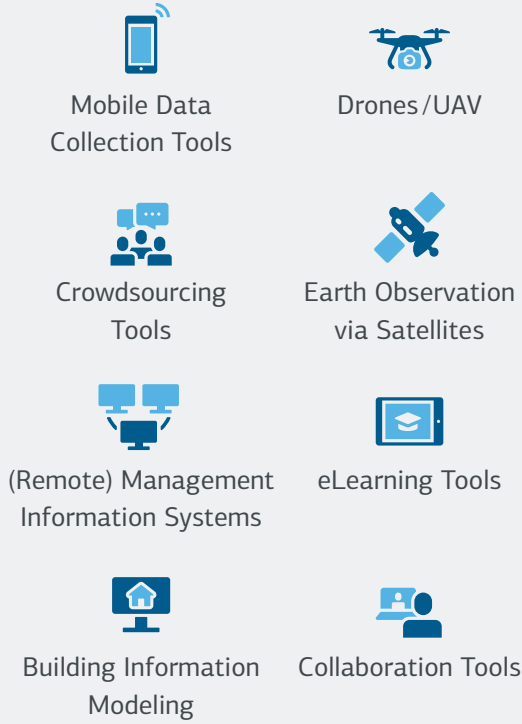 Mobile Data
Collection Tools
Drones/UAV
Crowdsourcing
Tools
Earth Observation
via Satellites
(Remote) Management
Information Systems
eLearning Tools
Building Information
Modeling
Collaboration Tools